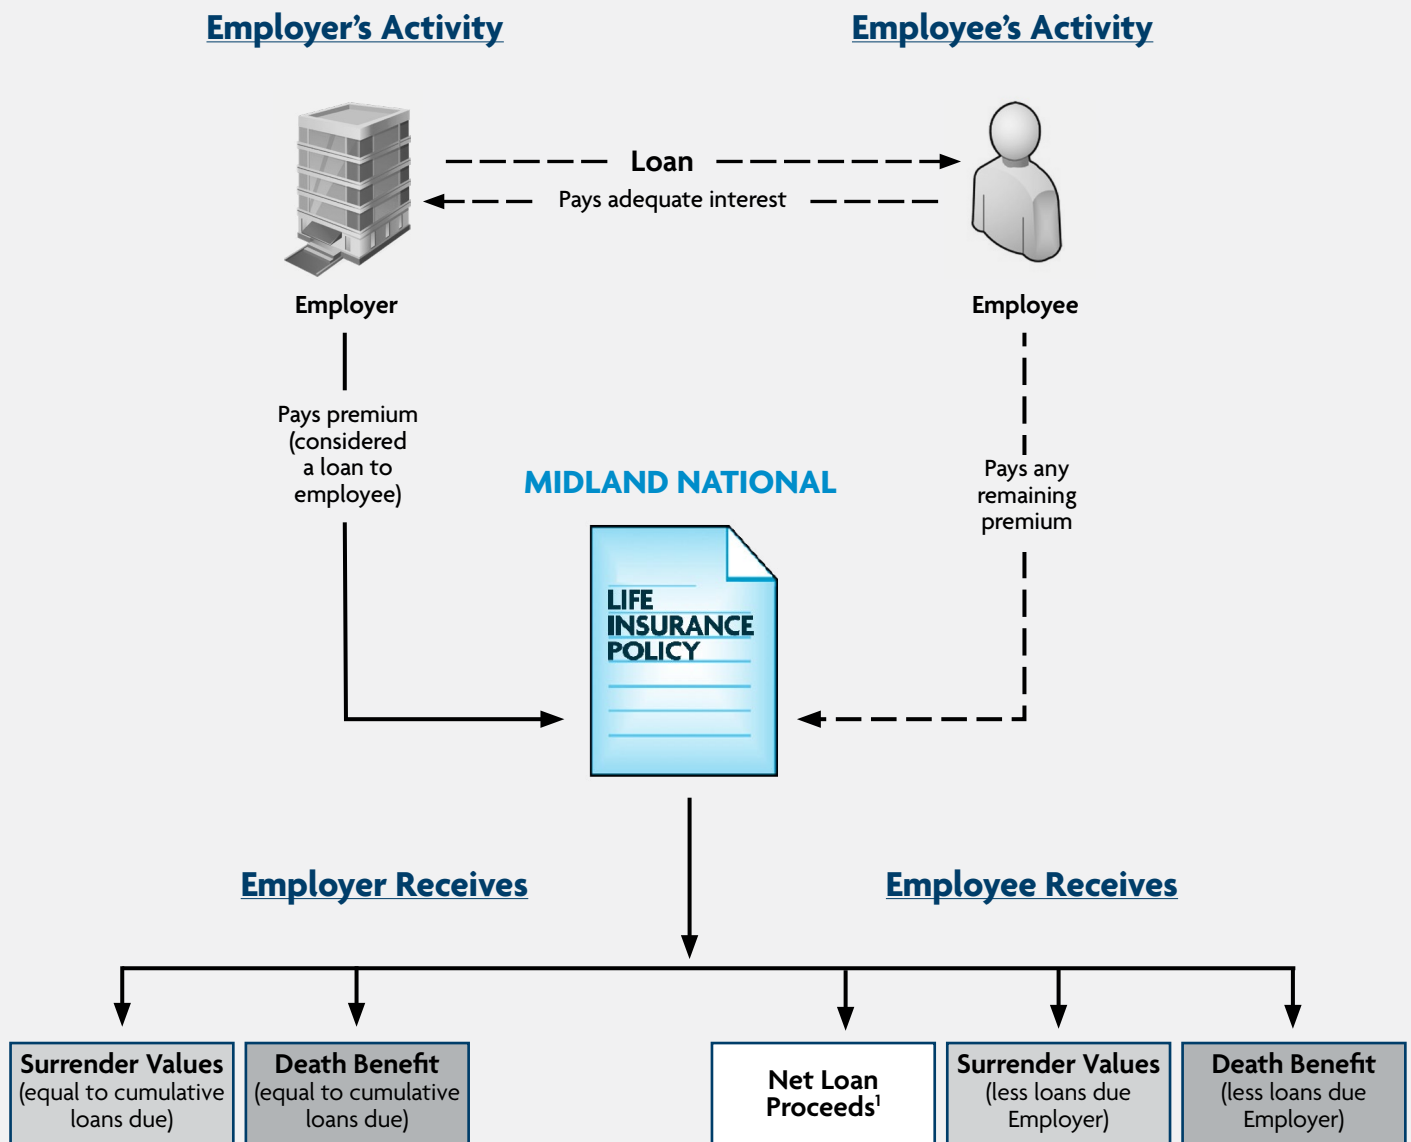 Employer’s Activity
Employee’s Activity
Loan
Pays adequate interest
Employer
Employee
Pays premium
(considered
a loan to
employee)
Pays any
remaining
premium
MIDLAND NATIONAL
LIFE
INSURANCE
POLICY
Employer Receives
Employee Receives
Surrender Values
(equal to cumulative
loans due)
Death Benefit
(equal to cumulative
loans due)
Net Loan
Proceeds¹
Surrender Values
(less loans due
Employer)
Death Benefit
(less loans due
Employer)